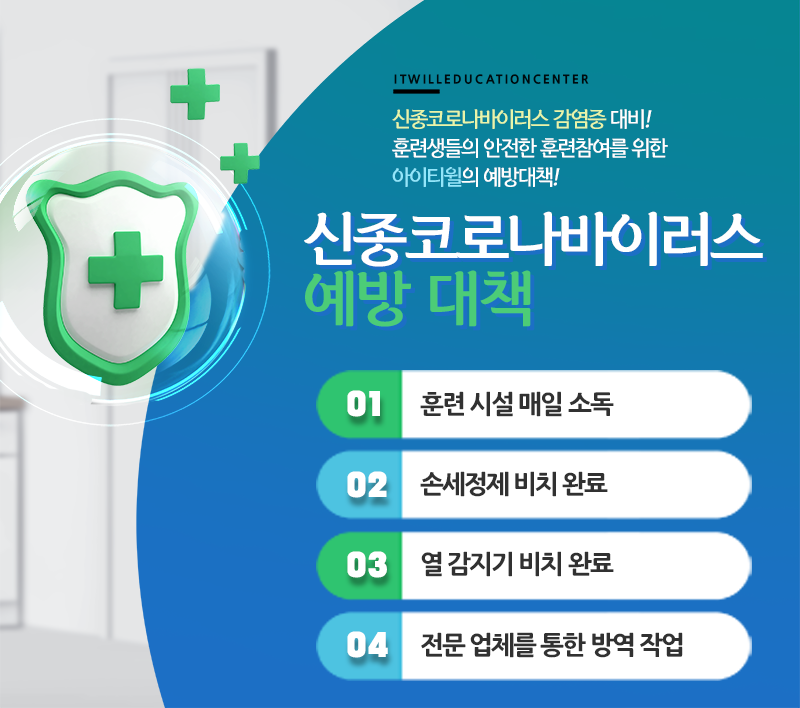 ITWILLEDUCATIONCENTER
신종코로나바이러스 감염중 대비!
훈련생들의 안전한 훈련참여를 위한
아이티윌의 예방대책!
신종코로나바이러스
예방 대책
01 훈련 시설 매일 소독
02 손세정제 비치 완료
03 열 감지기 비치 완료
04 전문 업체를 통한 방역 작업